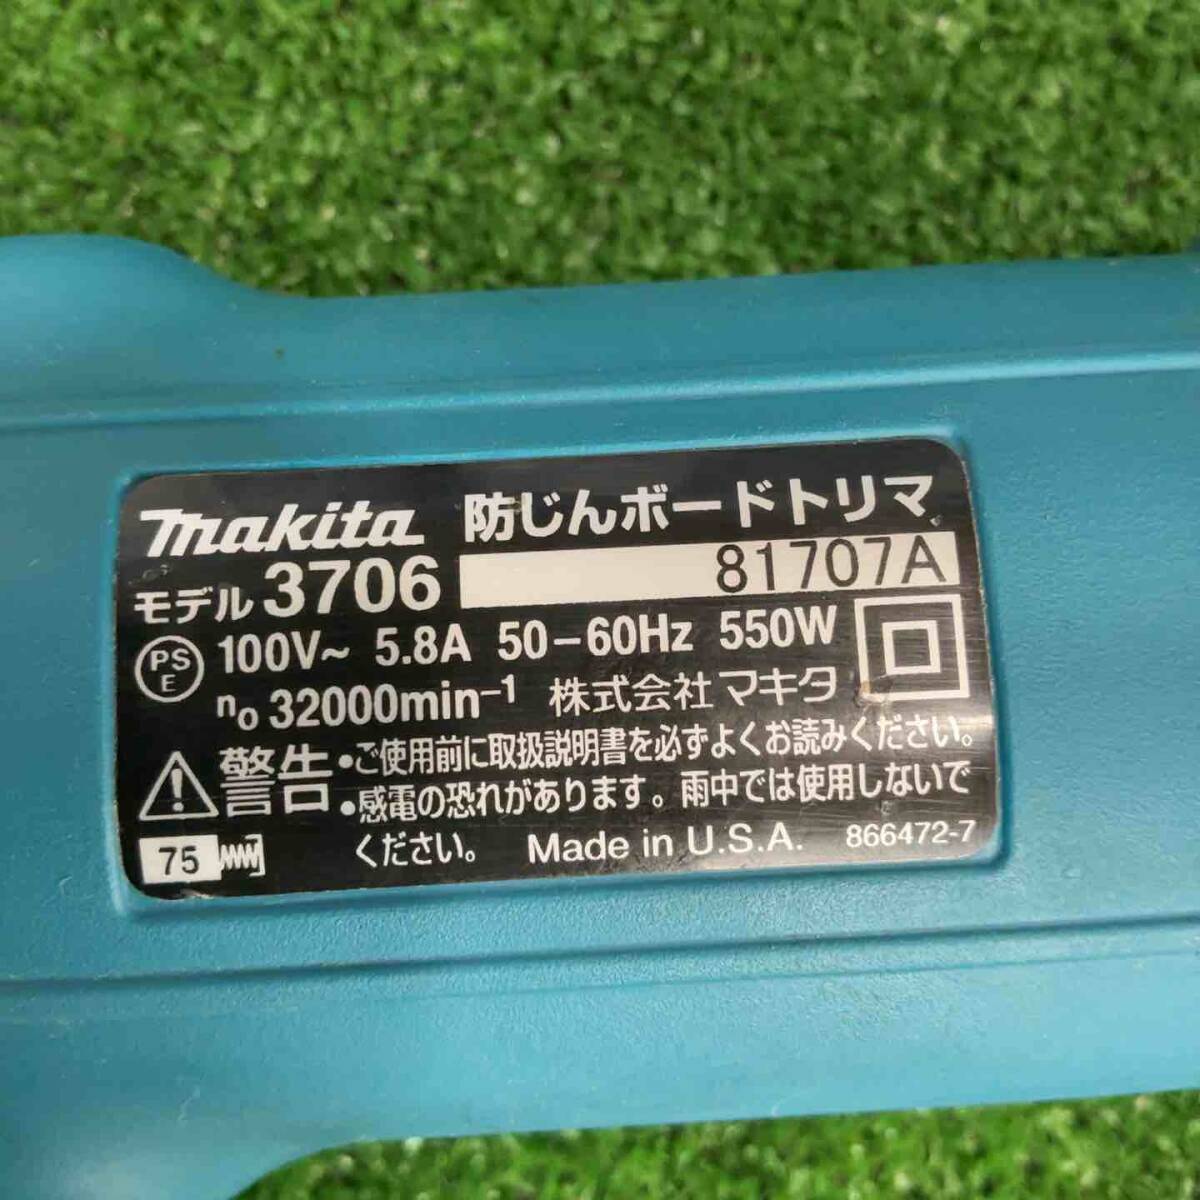 makita 防じんボードトリマ
モデル 3706 81707A
PSE 100V~ 5.8A 50-60Hz 550W
n₀ 32000min⁻¹ 株式会社マキタ
警告 •ご使用前に取扱説明書を必ずよくお読みください。
•感電の恐れがあります。雨中では使用しないで
ください。 Made in U.S.A. 866472-7
75